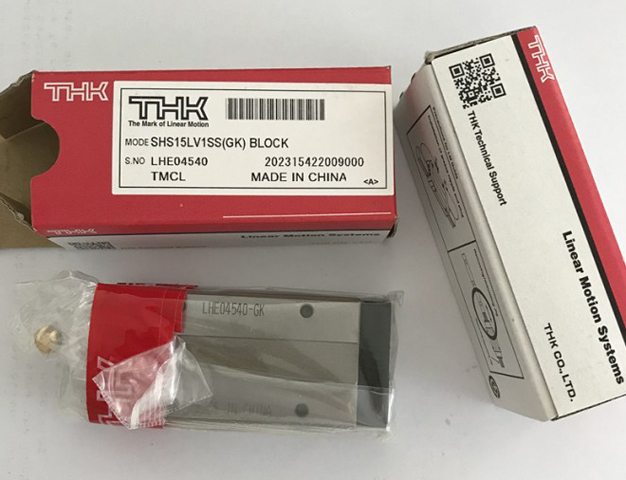 THK
THK
The Mark of Linear Motion
MODE SHS15LV1SS(GK) BLOCK
S.NO LHE04540 202315422009000
TMCL MADE IN CHINA <A>
Linear Motion Systems
THK
THK Technical Support
Linear Motion Systems
THK CO., LTD.
LHE04540-GK